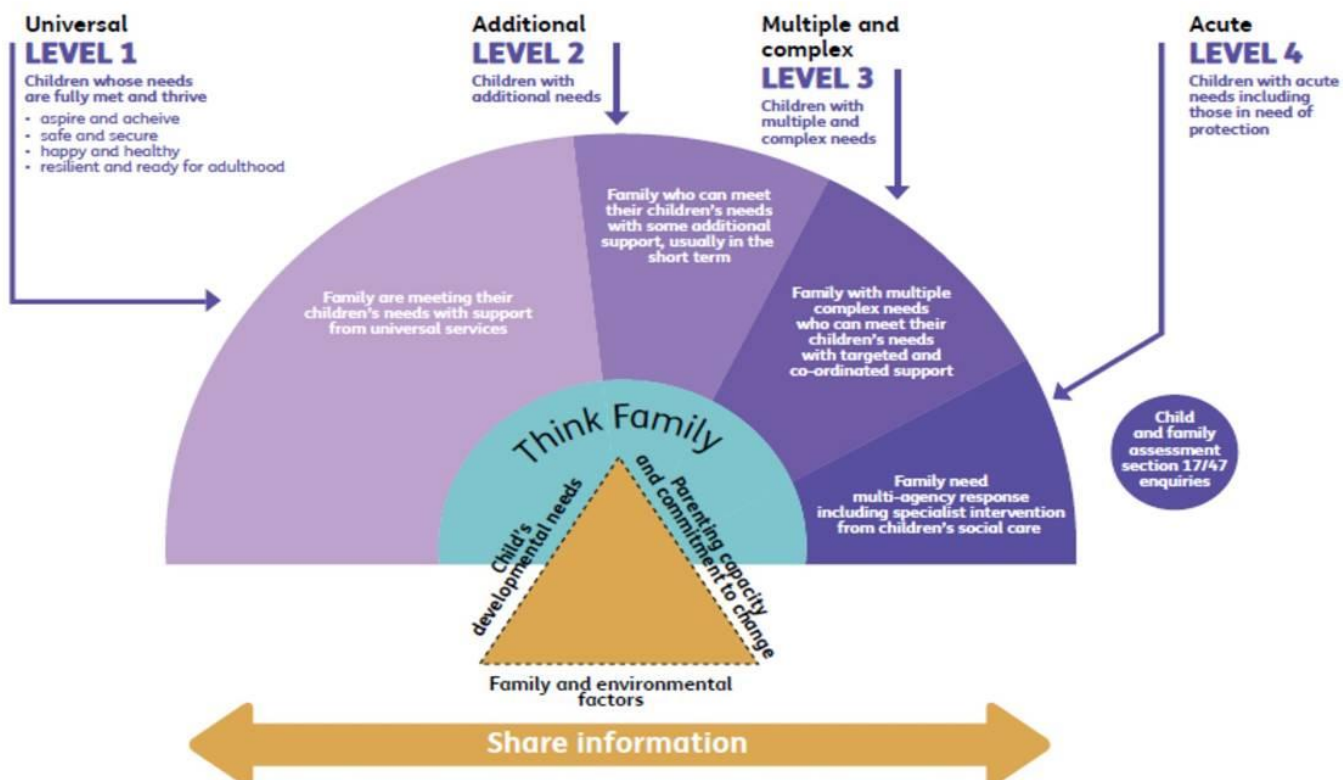 Universal
LEVEL 1
Children whose needs
are fully met and thrive
• aspire and acheive
• safe and secure
• happy and healthy
• resilient and ready for adulthood
Additional
LEVEL 2
Children with
additional needs
Multiple and
complex
LEVEL 3
Children with
multiple and
complex needs
Acute
LEVEL 4
Children with acute
needs including
those in need of
protection
Family are meeting their
children's needs with support
from universal services
Family who can meet
their children's needs
with some additional
support, usually in the
short term
Family with multiple
complex needs
who can meet their
children's needs
with targeted and
co-ordinated support
Family need
multi-agency response
including specialist intervention
from children's social care
Child
and family
assessment
section 17/47
enquiries
Think Family
Child's
developmental needs
Parenting capacity
and commitment to change
Family and environmental
factors
Share information